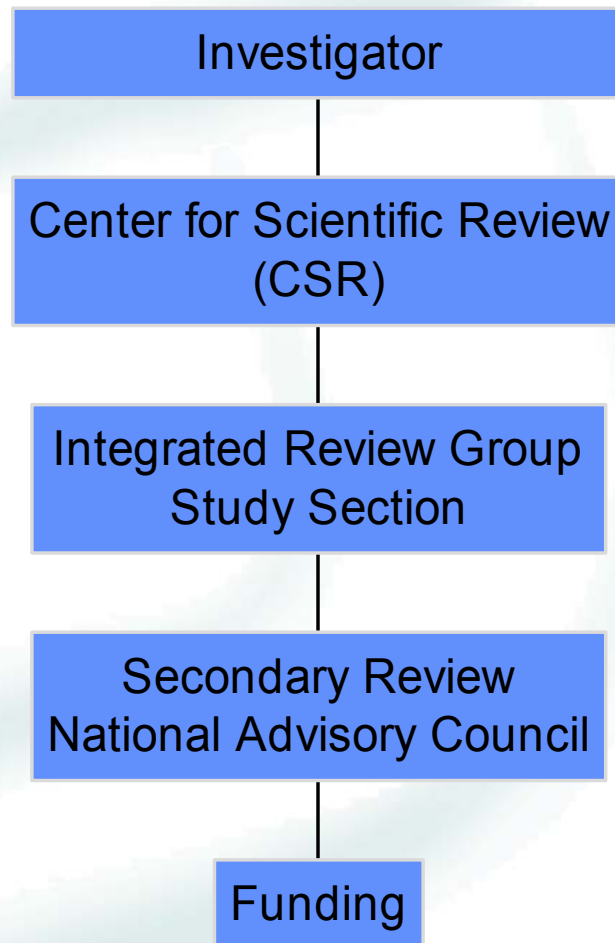 Investigator
Center for Scientific Review
(CSR)
Integrated Review Group
Study Section
Secondary Review
National Advisory Council
Funding